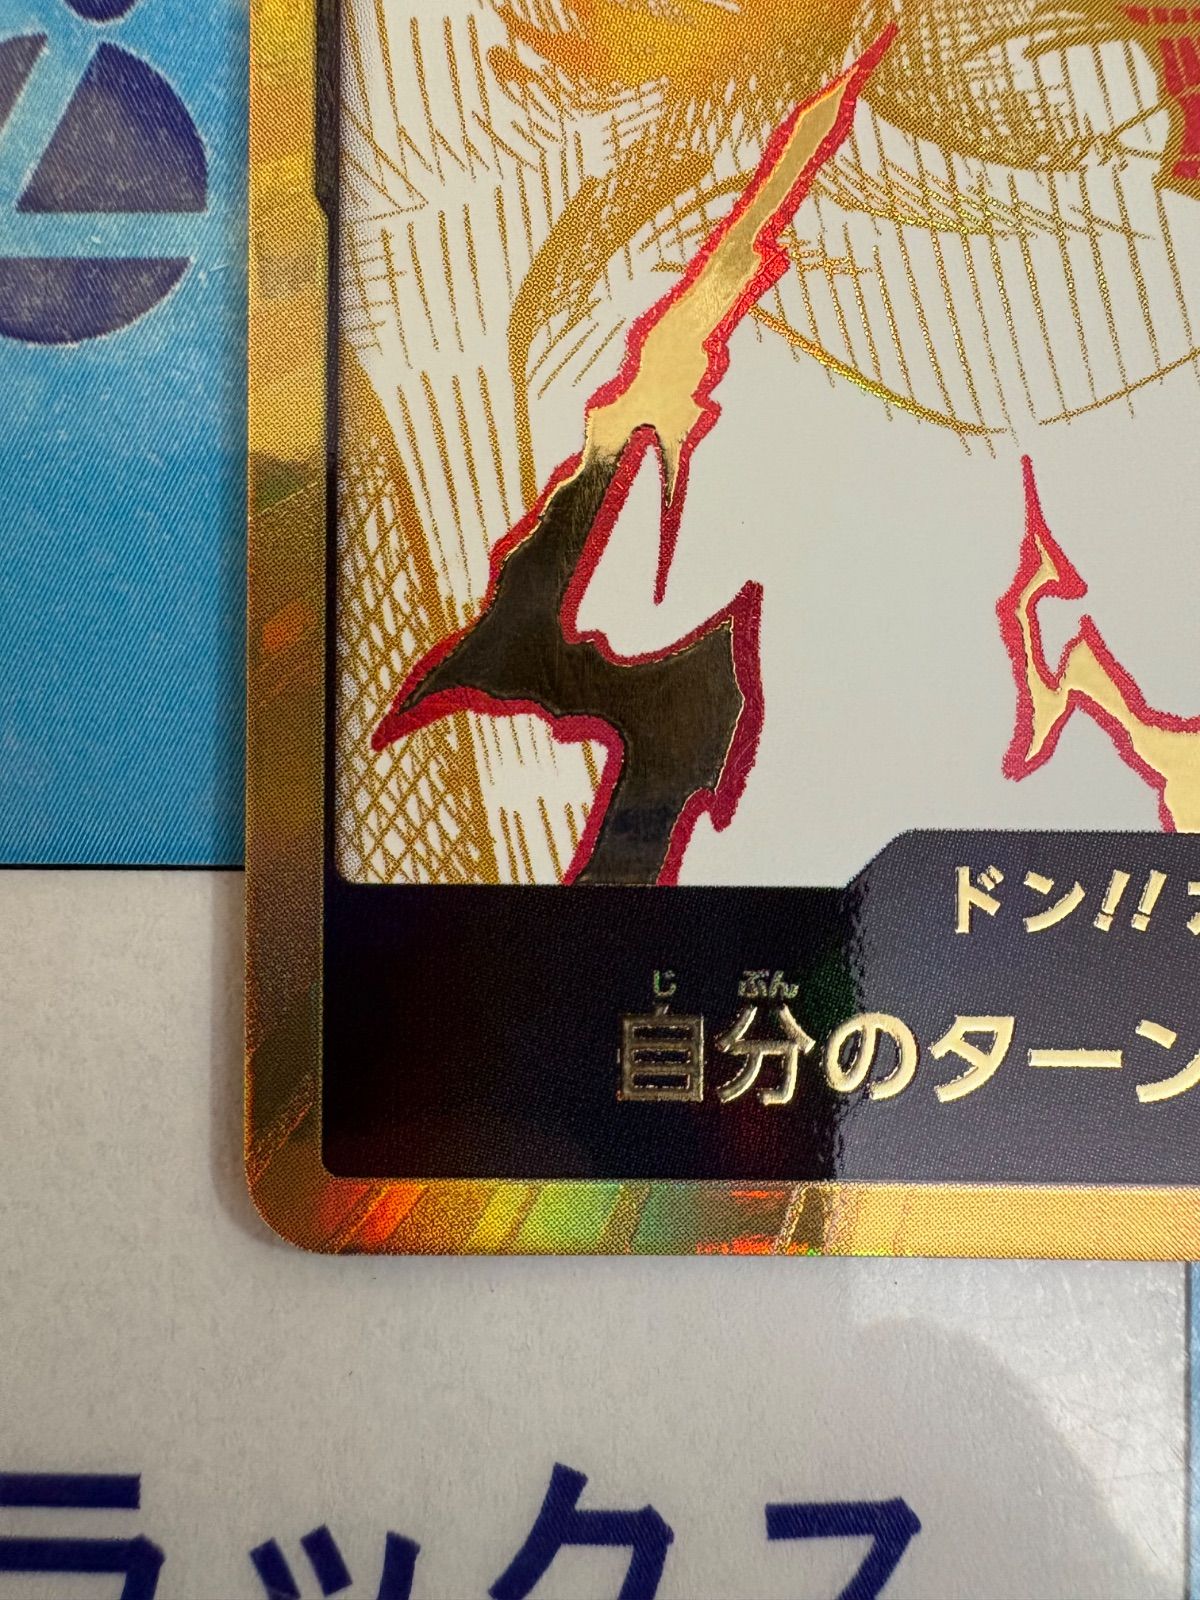 ドン!!
じ ぶん
自分のターン
ラックス